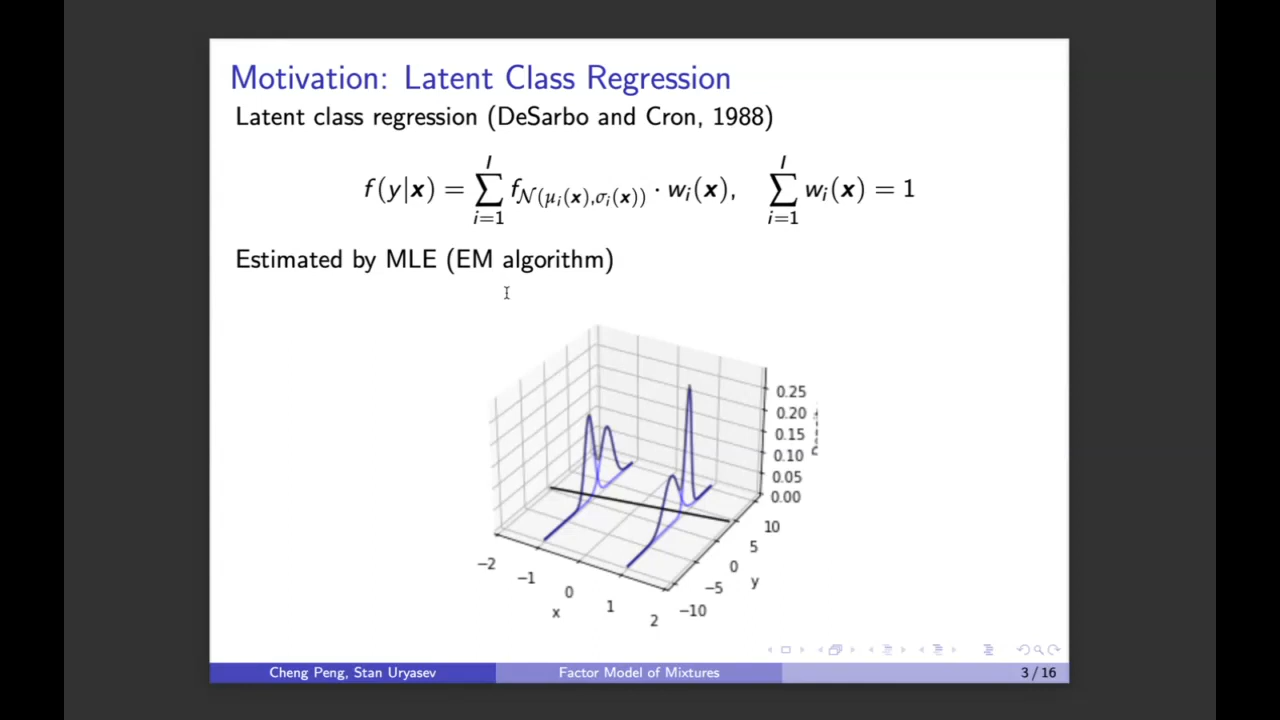 Motivation: Latent Class Regression
Latent class regression (DeSarbo and Cron, 1988)
f(y|x) = ∑_{i=1}^{I} f_{𝒩(μ_i(x),σ_i(x))} · w_i(x), ∑_{i=1}^{I} w_i(x) = 1
Estimated by MLE (EM algorithm)
0.25
0.20
0.15
0.10
0.05
0.00
10
5
0
−5
−10
y
−2
−1
0
1
2
x
Cheng Peng, Stan Uryasev
Factor Model of Mixtures
3 / 16